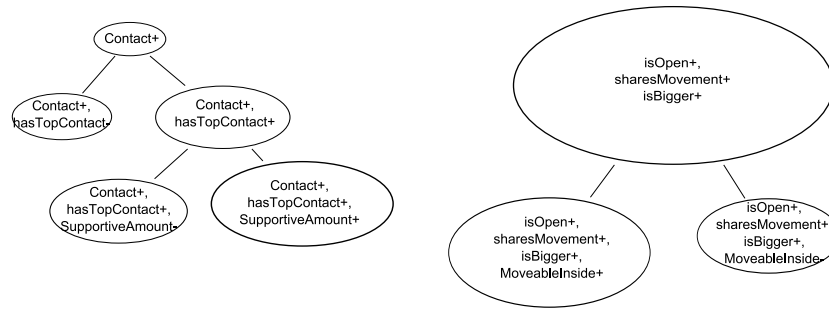 Contact+
Contact+,
hasTopContact-
Contact+,
hasTopContact+
Contact+,
hasTopContact+,
SupportiveAmount-
Contact+,
hasTopContact+,
SupportiveAmount+
isOpen+,
sharesMovement+
isBigger+
isOpen+,
sharesMovement+,
isBigger+,
MoveableInside+
isOpen+,
sharesMovement+
isBigger+,
MoveableInside-